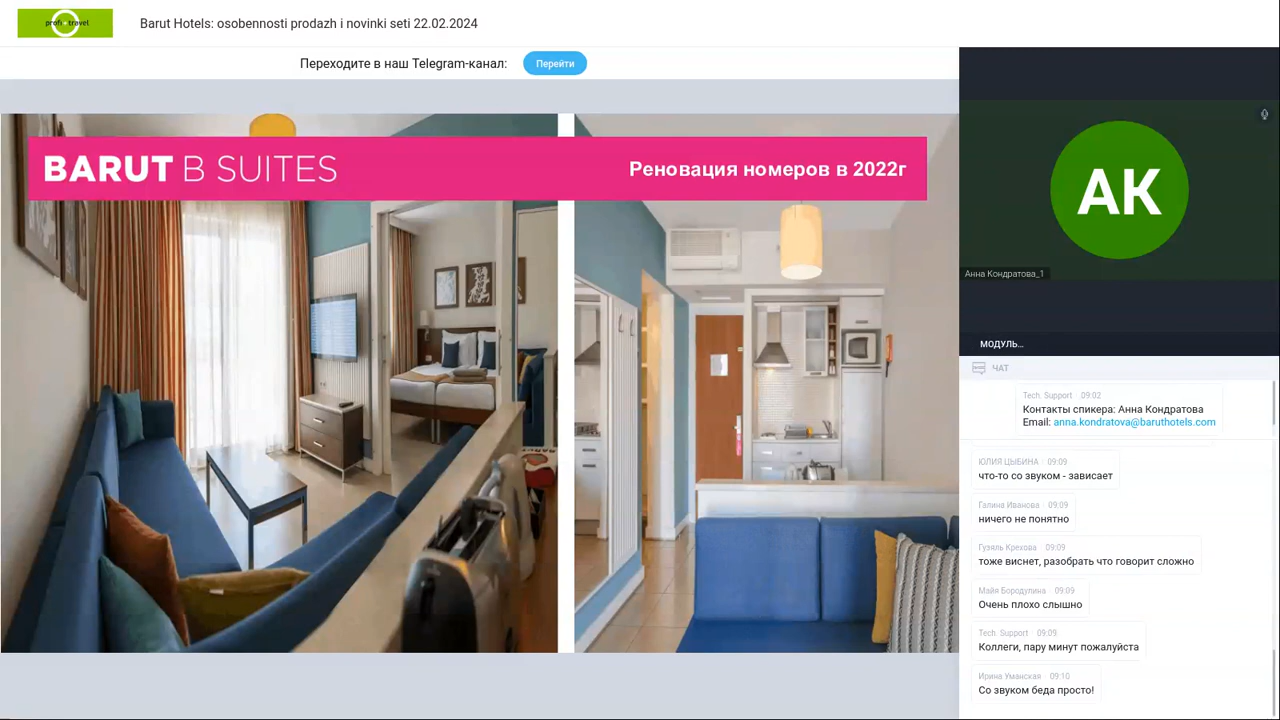 profi travel
Barut Hotels: osobennosti prodazh i novinki seti 22.02.2024
Переходите в наш Telegram-канал:
Перейти
BARUT B SUITES
Реновация номеров в 2022г
АК
Анна Кондратова_1
МОДУЛЬ...
ЧАТ
Tech. Support · 09:02
Контакты спикера: Анна Кондратова
Email: anna.kondratova@baruthotels.com
ЮЛИЯ ЦЫБИНА · 09:09
что-то со звуком - зависает
Галина Иванова · 09:09
ничего не понятно
Гузяль Крехова · 09:09
тоже виснет, разобрать что говорит сложно
Майя Бородулина · 09:09
Очень плохо слышно
Tech. Support · 09:09
Коллеги, пару минут пожалуйста
Ирина Уманская · 09:10
Со звуком беда просто!